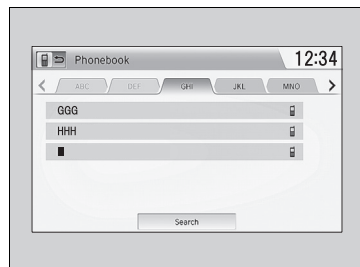 Phonebook 12:34
ABC DEF GHI JKL MNO
GGG
HHH
Search